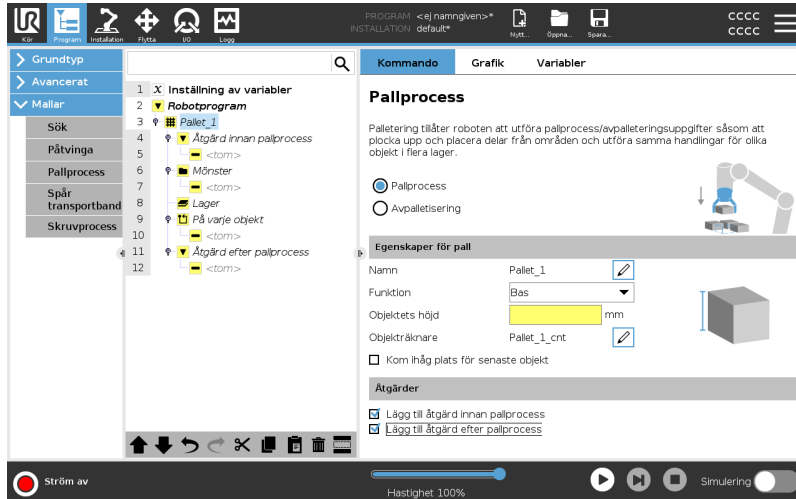 PROGRAM <ej namngiven>*
INSTALLATION default*
UR
Kör
Program
Installation
Flytta
I/O
Logg
Nytt...
Öppna...
Spara...
cccc
cccc
Grundtyp
Avancerat
Mallar
Sök
Påtvinga
Pallprocess
Spår
transportband
Skruvprocess
1 X Inställning av variabler
2 Robotprogram
3 Pallet_1
4 Åtgärd innan pallprocess
5 <tom>
6 Mönster
7 <tom>
8 Lager
9 På varje objekt
10 <tom>
11 Åtgärd efter pallprocess
12 <tom>
Kommando Grafik Variabler
Pallprocess
Palletering tillåter roboten att utföra pallprocess/avpalleteringsuppgifter såsom att
plocka upp och placera delar från områden och utföra samma handlingar för olika
objekt i flera lager.
Pallprocess
Avpalletisering
Egenskaper för pall
Namn Pallet_1
Funktion Bas
Objektets höjd mm
Objekträknare Pallet_1_cnt
Kom ihåg plats för senaste objekt
Åtgärder
Lägg till åtgärd innan pallprocess
Lägg till åtgärd efter pallprocess
Ström av
Hastighet 100%
Simulering